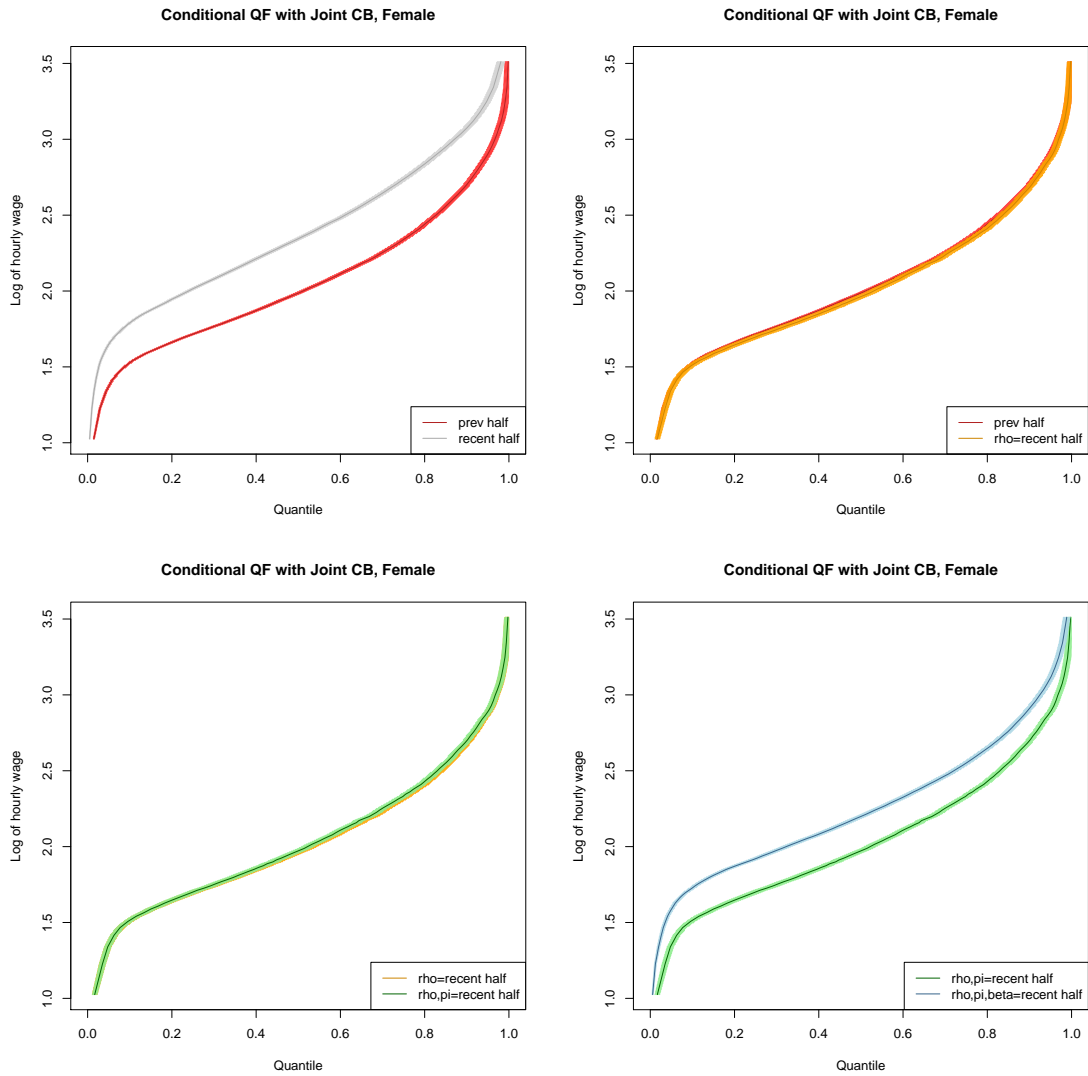 Conditional QF with Joint CB, Female
Log of hourly wage
3.5
3.0
2.5
2.0
1.5
1.0
prev half
recent half
0.0 0.2 0.4 0.6 0.8 1.0
Quantile
Conditional QF with Joint CB, Female
Log of hourly wage
3.5
3.0
2.5
2.0
1.5
1.0
prev half
rho=recent half
0.0 0.2 0.4 0.6 0.8 1.0
Quantile
Conditional QF with Joint CB, Female
Log of hourly wage
3.5
3.0
2.5
2.0
1.5
1.0
rho=recent half
rho,pi=recent half
0.0 0.2 0.4 0.6 0.8 1.0
Quantile
Conditional QF with Joint CB, Female
Log of hourly wage
3.5
3.0
2.5
2.0
1.5
1.0
rho,pi=recent half
rho,pi,beta=recent half
0.0 0.2 0.4 0.6 0.8 1.0
Quantile